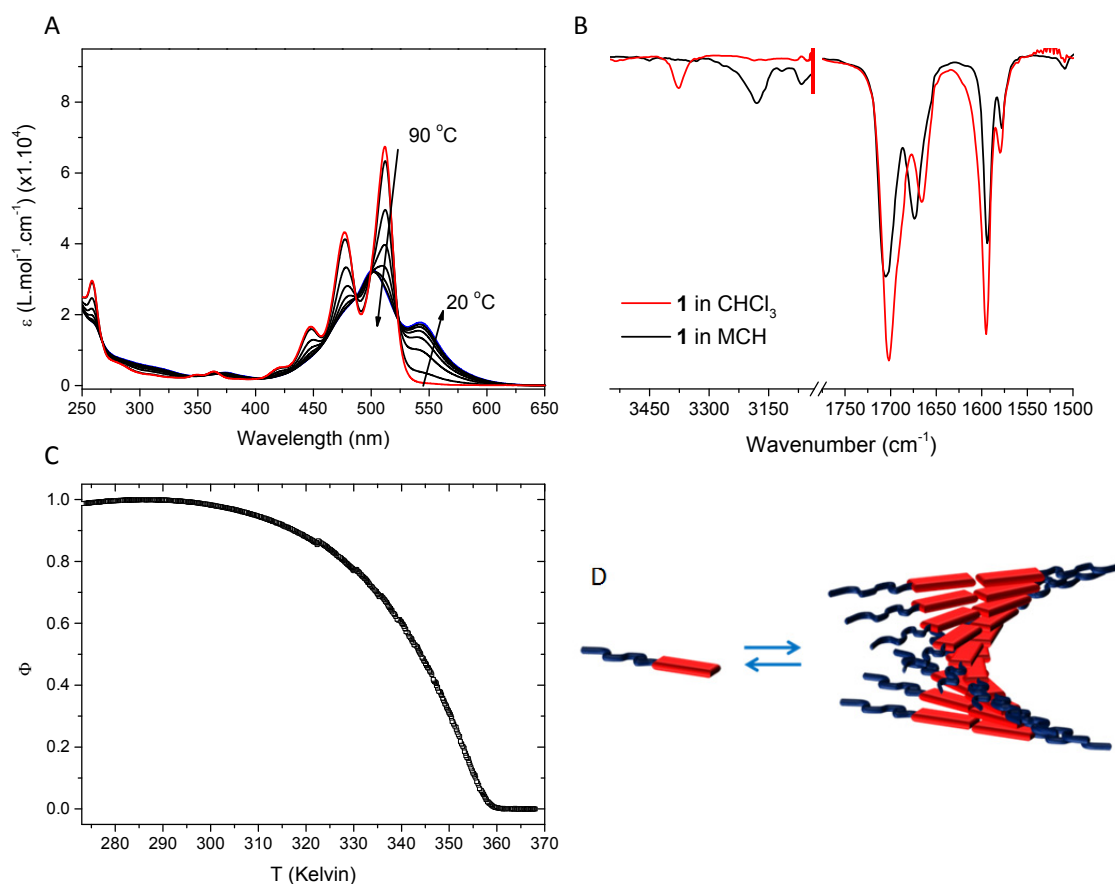 A
ε (L.mol⁻¹.cm⁻¹) (x1.10⁴)
8
6
4
2
0
90 °C
20 °C
250 300 350 400 450 500 550 600 650
Wavelength (nm)
B
1 in CHCl₃
1 in MCH
3450 3300 3150 1750 1700 1650 1600 1550 1500
Wavenumber (cm⁻¹)
C
Φ
1.0
0.8
0.6
0.4
0.2
0.0
280 290 300 310 320 330 340 350 360 370
T (Kelvin)
D